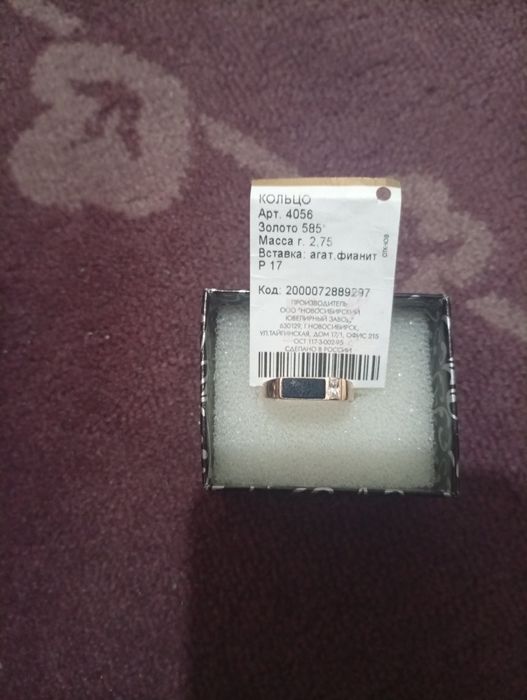 КОЛЬЦО
Арт. 4056
Золото 585°
Масса г. 2,75
Вставка: агат.фианит
Р 17
Код: 2000072889297
ПРОИЗВОДИТЕЛЬ
ООО "НОВОСИБИРСКИЙ
ЮВЕЛИРНЫЙ ЗАВОД"
630129, Г.НОВОСИБИРСК,
УЛ.ТАЙГИНСКАЯ, ДОМ 17/1, ОФИС 215
ОСТ 117-3-002-95
СДЕЛАНО В РОССИИ